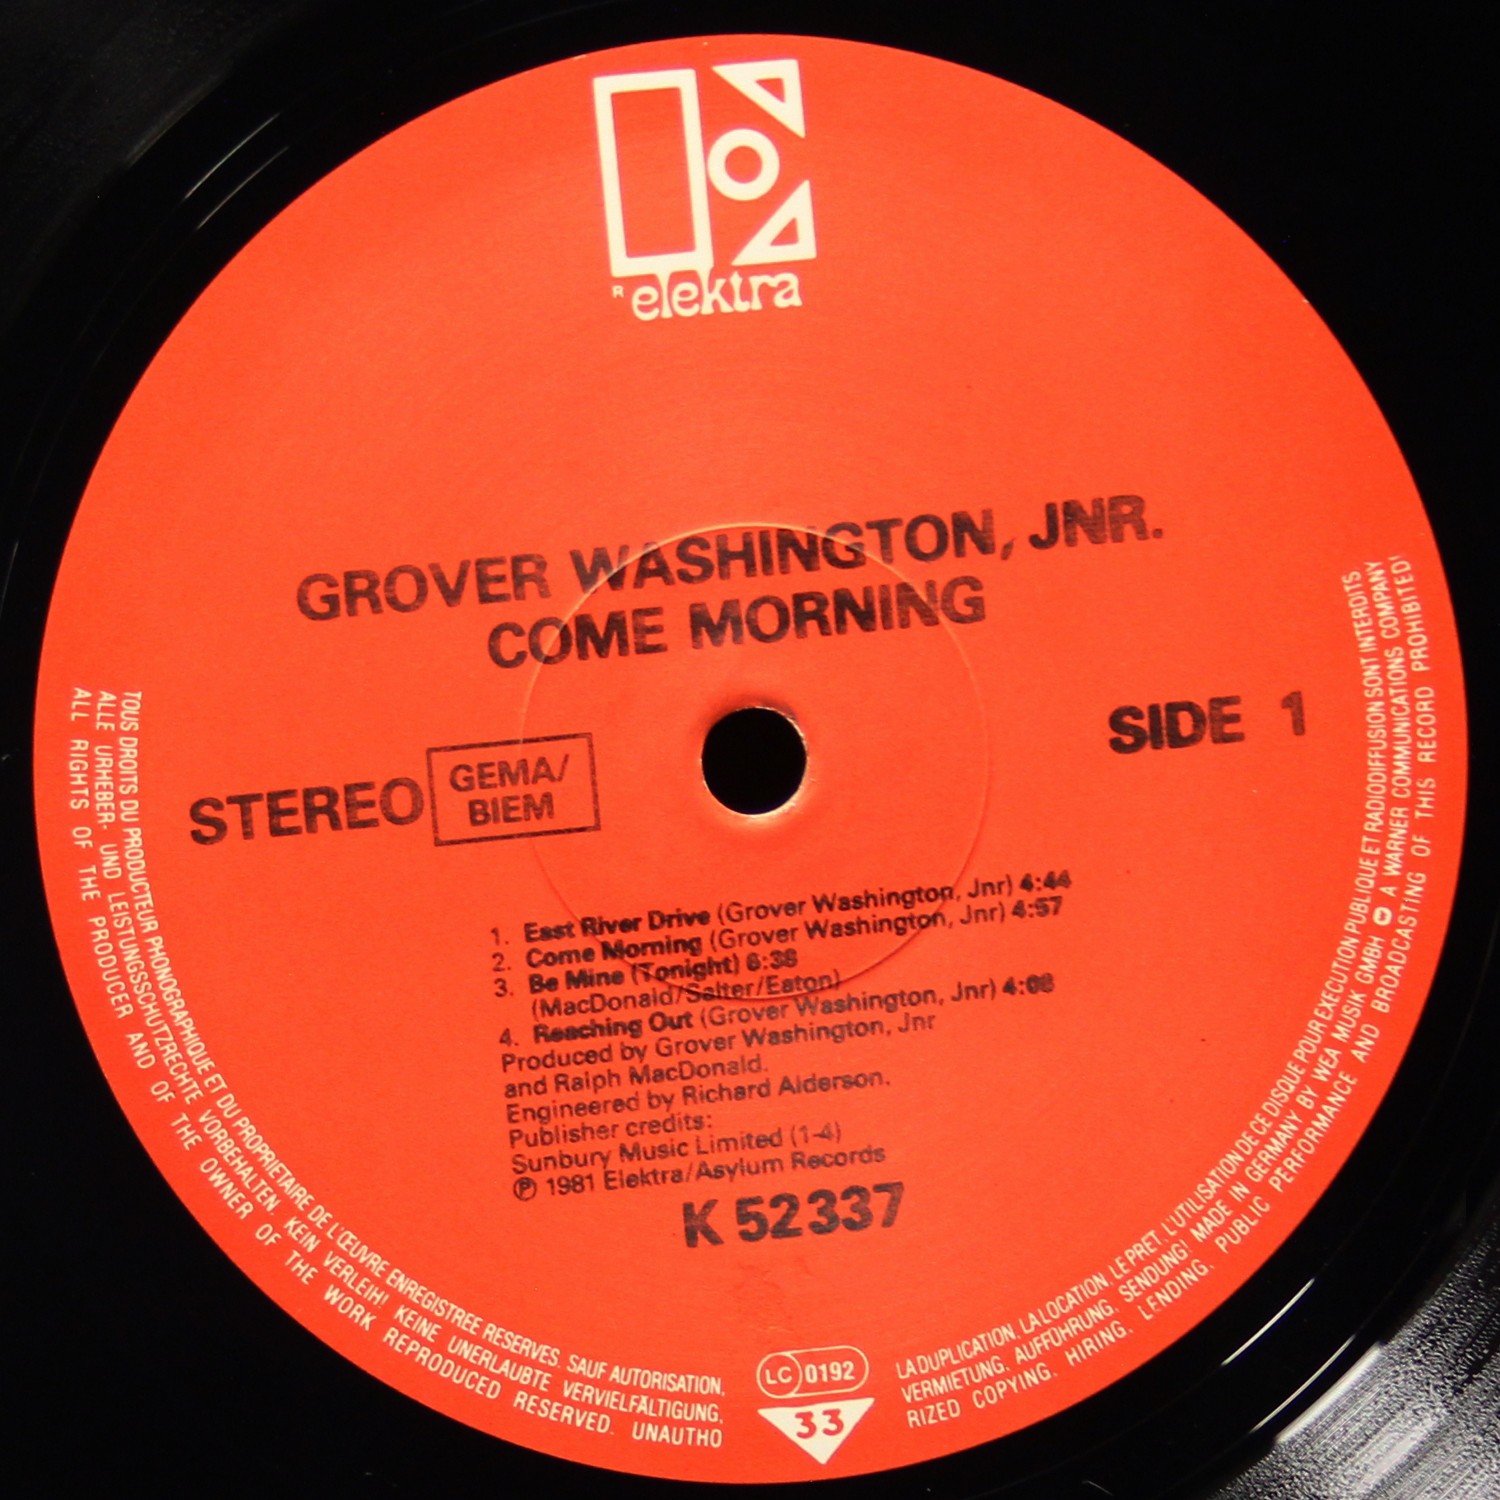 R elektra
GROVER WASHINGTON, JNR.
COME MORNING
SIDE 1
STEREO
GEMA/
BIEM
1. East River Drive (Grover Washington, Jnr) 4:44
2. Come Morning (Grover Washington, Jnr) 4:57
3. Be Mine (Tonight) 6:38
(MacDonald/Salter/Eaton)
4. Reaching Out (Grover Washington, Jnr) 4:08
Produced by Grover Washington, Jnr
and Ralph MacDonald.
Engineered by Richard Alderson.
Publisher credits:
Sunbury Music Limited (1-4)
℗ 1981 Elektra/Asylum Records
K 52337
TOUS DROITS DU PRODUCTEUR PHONOGRAPHIQUE ET DU PROPRIETAIRE DE L'ŒUVRE ENREGISTREE RESERVES. SAUF AUTORISATION, LA DUPLICATION, LA LOCATION, LE PRET, L'UTILISATION DE CE DISQUE POUR EXECUTION PUBLIQUE ET RADIODIFFUSION SONT INTERDITS
ALLE URHEBER- UND LEISTUNGSSCHUTZRECHTE VORBEHALTEN. KEIN VERLEIH! KEINE UNERLAUBTE VERVIELFÄLTIGUNG, VERMIETUNG, AUFFÜHRUNG, SENDUNG! MADE IN GERMANY BY WEA MUSIK GMBH A WARNER COMMUNICATIONS COMPANY
ALL RIGHTS OF THE PRODUCER AND OF THE OWNER OF THE WORK REPRODUCED RESERVED. UNAUTHORIZED COPYING, HIRING, LENDING, PUBLIC PERFORMANCE AND BROADCASTING OF THIS RECORD PROHIBITED!
LC 0192
33